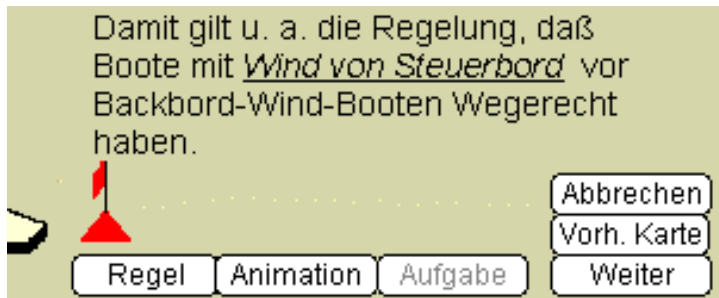 Damit gilt u. a. die Regelung, daß
Boote mit Wind von Steuerbord vor
Backbord-Wind-Booten Wegerecht
haben.
Abbrechen
Vorh. Karte
Regel Animation Aufgabe Weiter